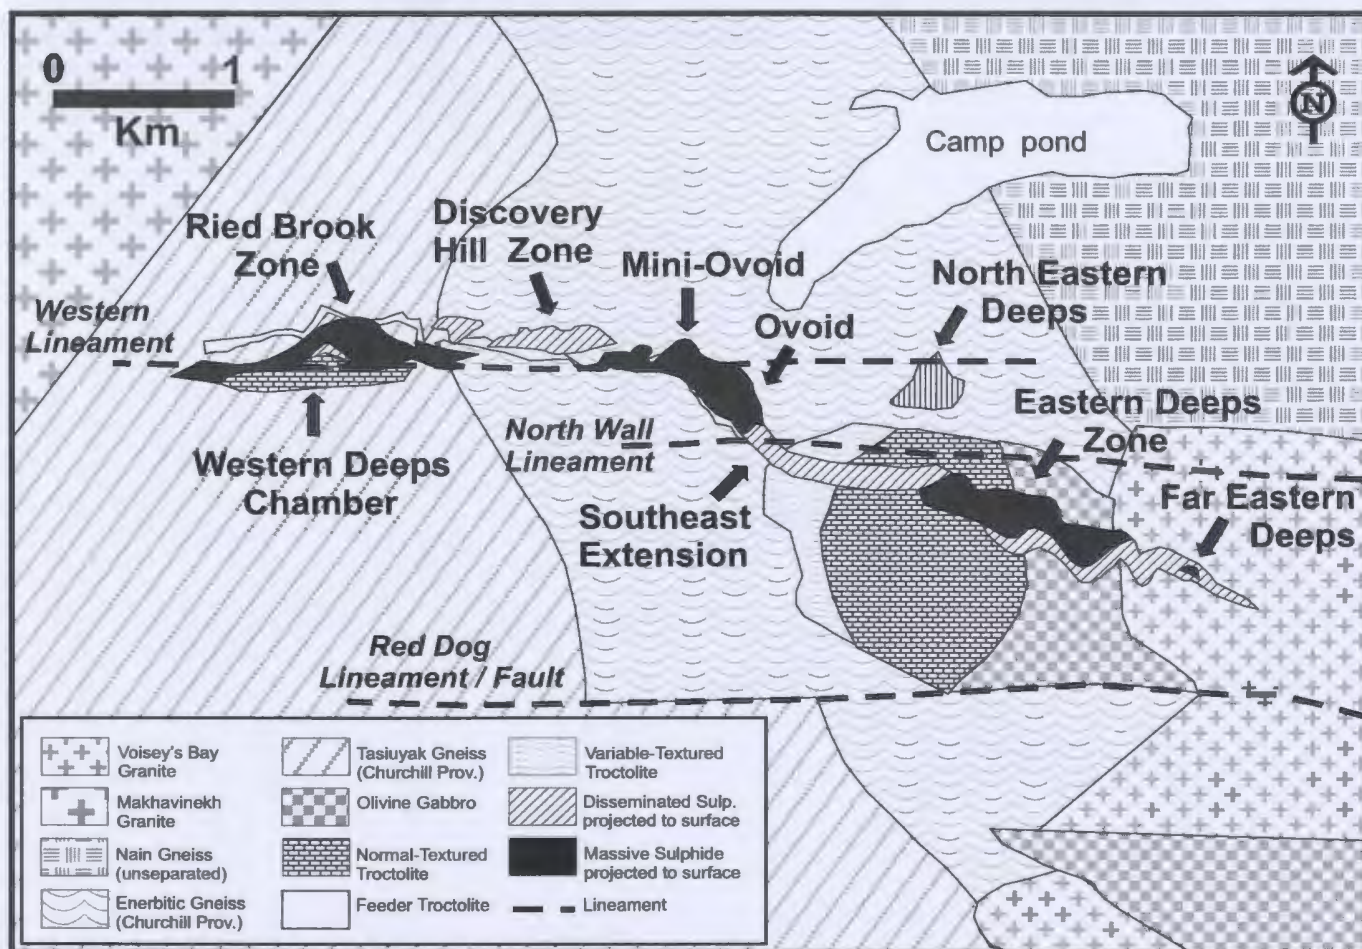 0 1
Km
N
Camp pond
Ried Brook
Zone
Discovery
Hill Zone
Mini-Ovoid
North Eastern
Deeps
Ovoid
Western
Lineament
Eastern Deeps
Zone
North Wall
Lineament
Western Deeps
Chamber
Far Eastern
Deeps
Southeast
Extension
Red Dog
Lineament / Fault
Voisey's Bay
Granite
Makhavinekh
Granite
Nain Gneiss
(unseparated)
Enerbitic Gneiss
(Churchill Prov.)
Tasiuyak Gneiss
(Churchill Prov.)
Olivine Gabbro
Normal-Textured
Troctolite
Feeder Troctolite
Variable-Textured
Troctolite
Disseminated Sulp.
projected to surface
Massive Sulphide
projected to surface
Lineament